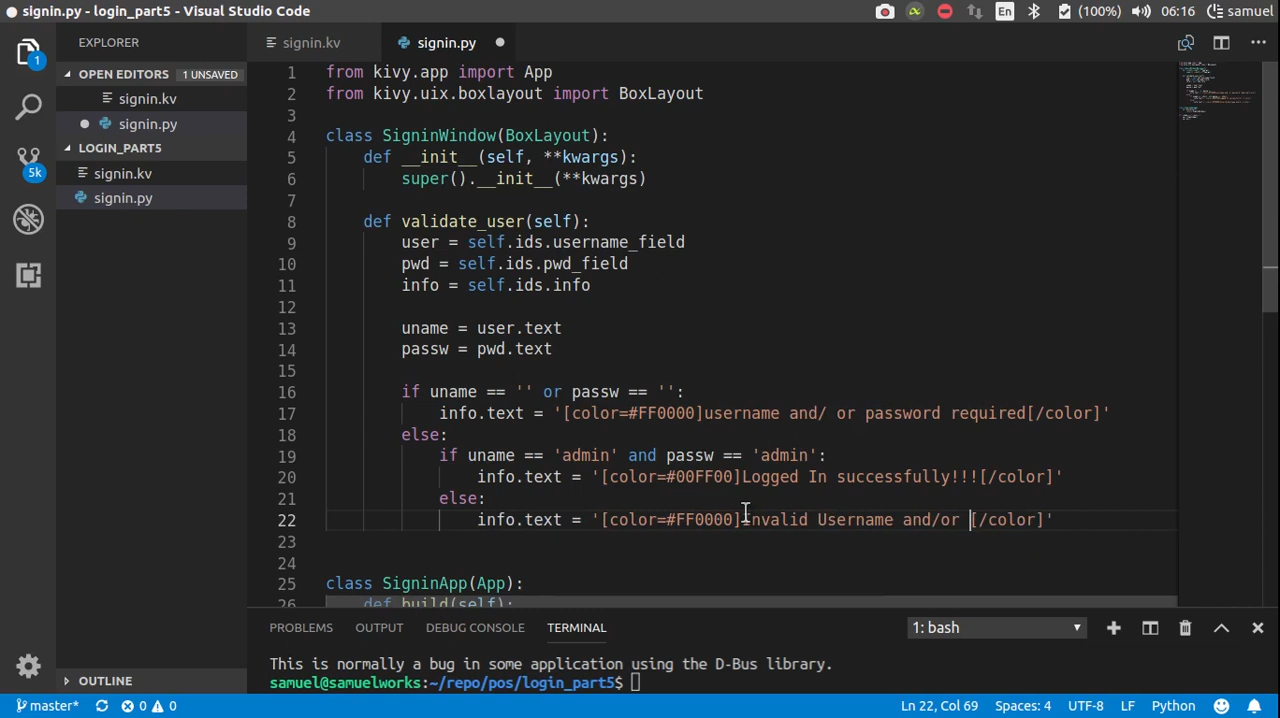 signin.py - login_part5 - Visual Studio Code
En (100%) 06:16 samuel
EXPLORER
signin.kv
signin.py
OPEN EDITORS 1 UNSAVED
signin.kv
signin.py
LOGIN_PART5
signin.kv
signin.py
OUTLINE
1
5k
1 from kivy.app import App
2 from kivy.uix.boxlayout import BoxLayout
3
4 class SigninWindow(BoxLayout):
5 def __init__(self, **kwargs):
6 super().__init__(**kwargs)
7
8 def validate_user(self):
9 user = self.ids.username_field
10 pwd = self.ids.pwd_field
11 info = self.ids.info
12
13 uname = user.text
14 passw = pwd.text
15
16 if uname == '' or passw == '':
17 info.text = '[color=#FF0000]username and/ or password required[/color]'
18 else:
19 if uname == 'admin' and passw == 'admin':
20 info.text = '[color=#00FF00]Logged In successfully!!![/color]'
21 else:
22 info.text = '[color=#FF0000]Invalid Username and/or [/color]'
23
24
25 class SigninApp(App):
26 def build(self):
PROBLEMS OUTPUT DEBUG CONSOLE TERMINAL 1: bash
This is normally a bug in some application using the D-Bus library.
samuel@samuelworks:~/repo/pos/login_part5$
master* 0 0 Ln 22, Col 69 Spaces: 4 UTF-8 LF Python